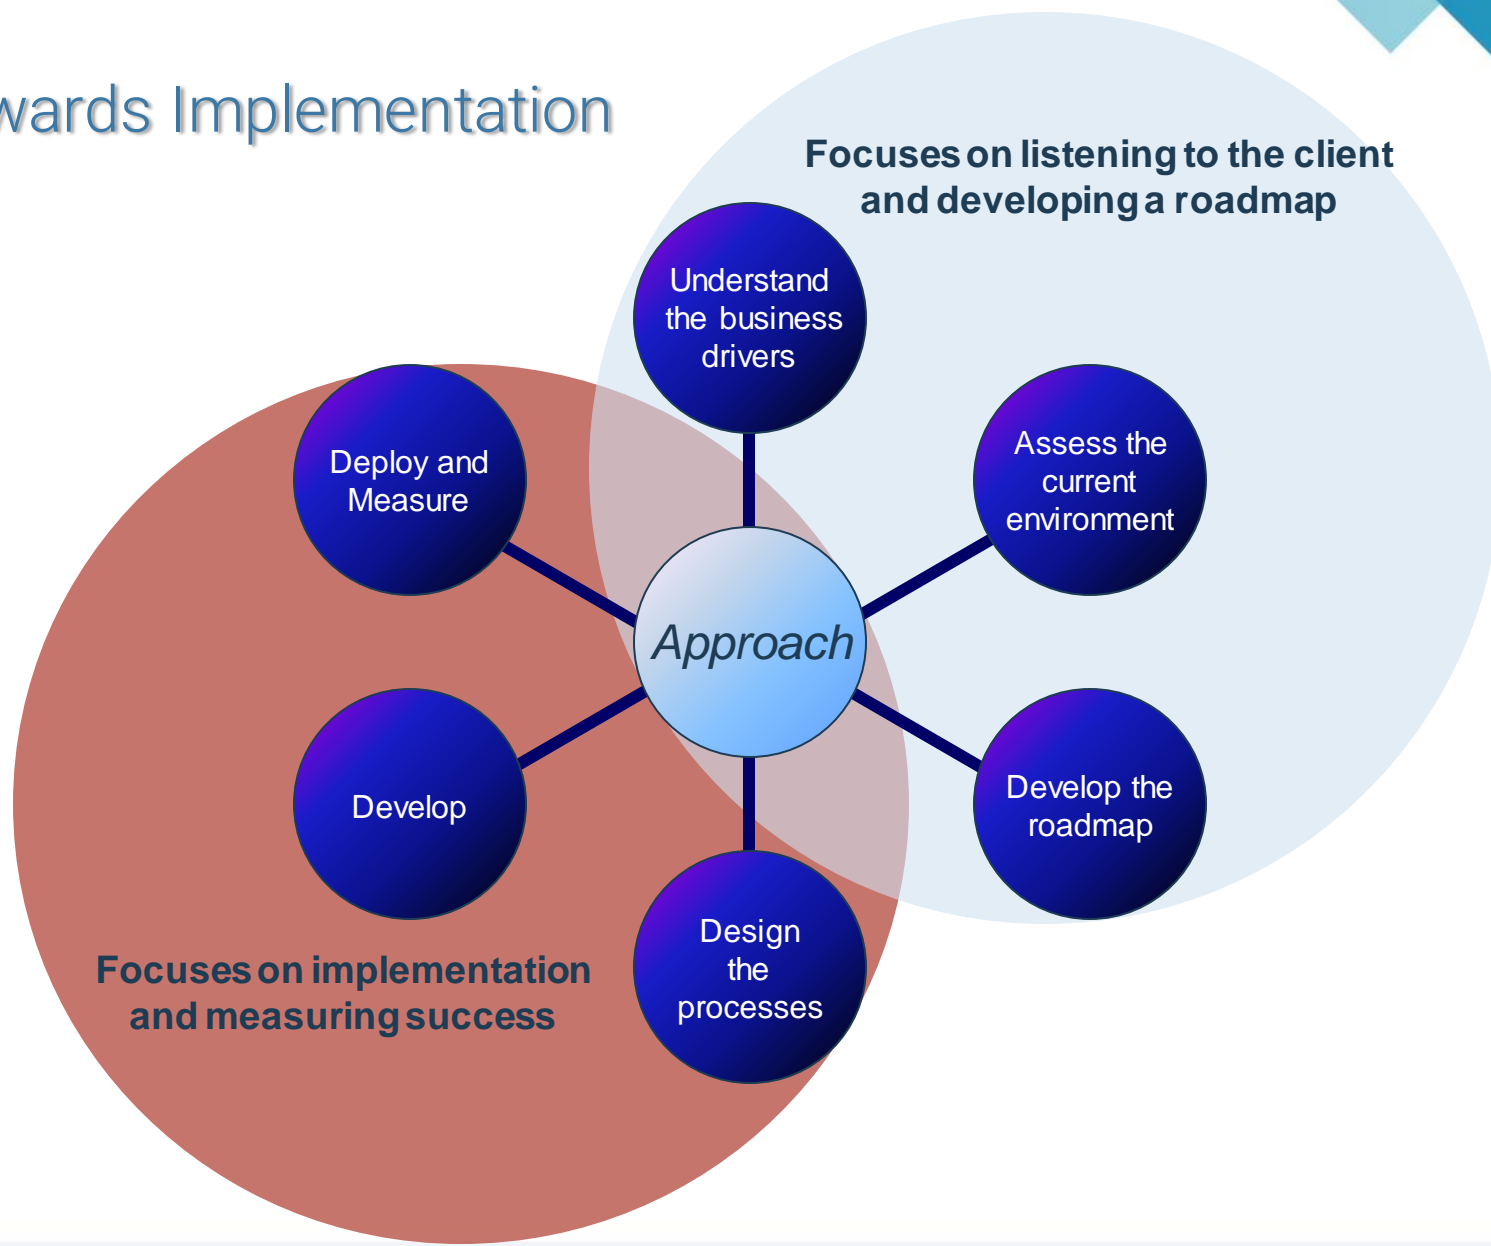 wards Implementation
Focuses on listening to the client
and developing a roadmap
Understand
the business
drivers
Assess the
current
environment
Develop the
roadmap
Design
the
processes
Develop
Deploy and
Measure
Approach
Focuses on implementation
and measuring success